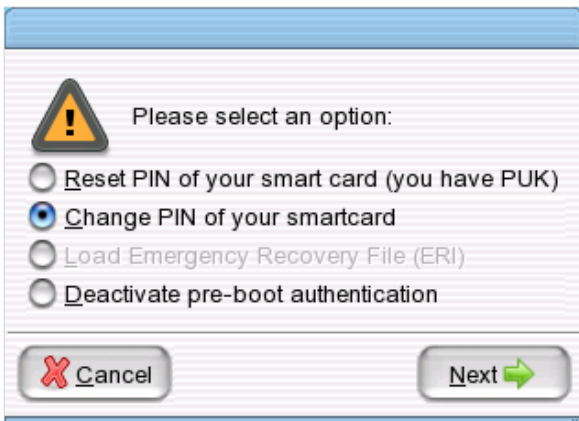 Please select an option:
Reset PIN of your smart card (you have PUK)
Change PIN of your smartcard
Load Emergency Recovery File (ERI)
Deactivate pre-boot authentication
Cancel
Next